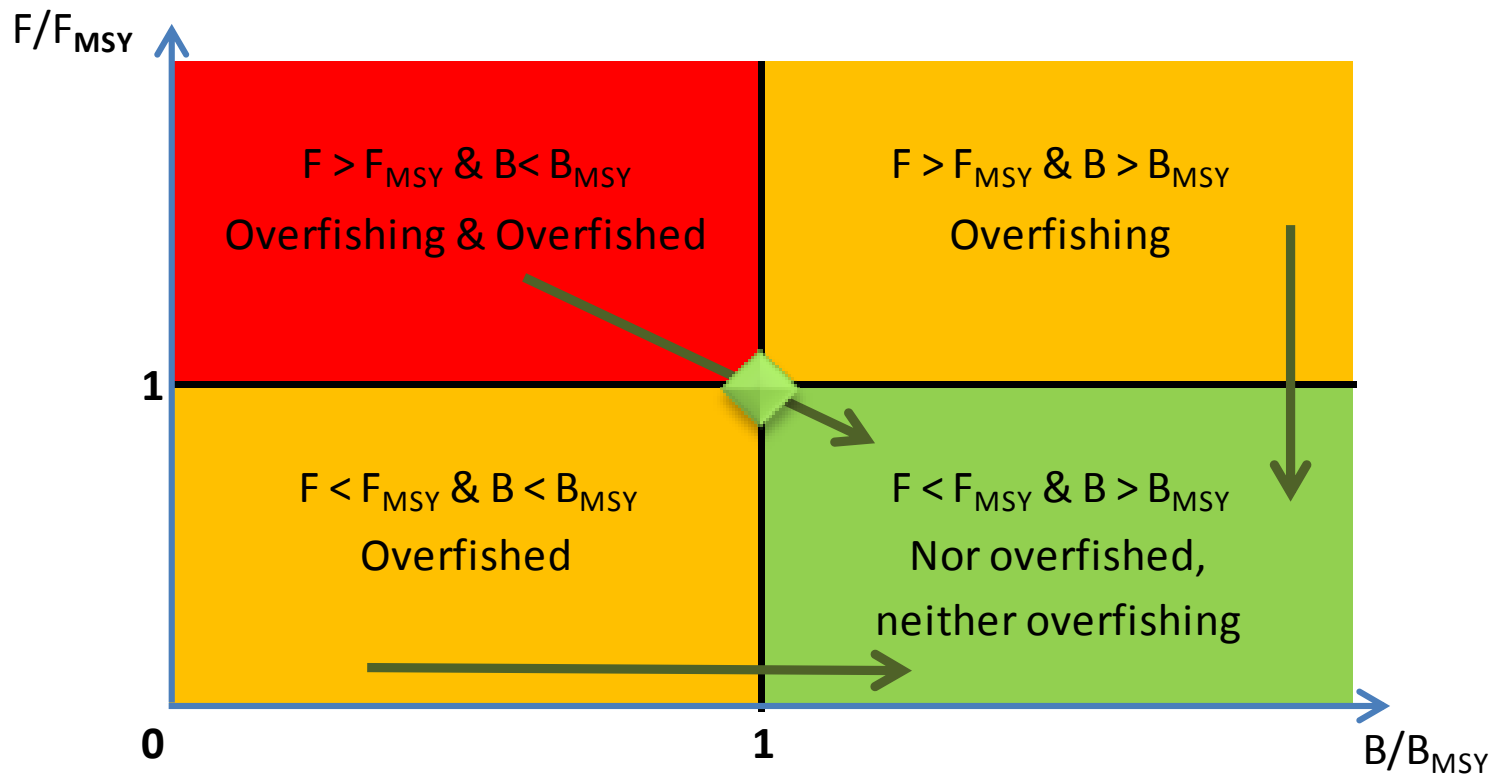 F/FMSY
F > FMSY & B< BMSY
Overfishing & Overfished
F > FMSY & B > BMSY
Overfishing
1
F < FMSY & B < BMSY
Overfished
F < FMSY & B > BMSY
Nor overfished,
neither overfishing
0
1
B/BMSY